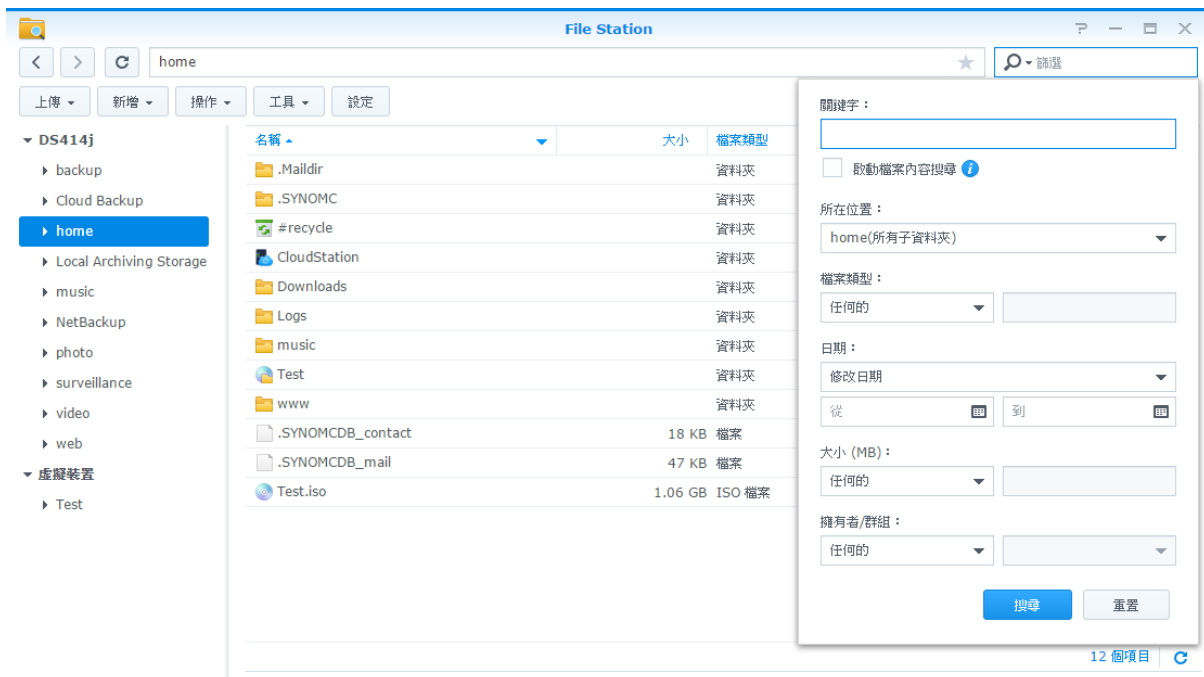 File Station
home
篩選
上傳 新增 操作 工具 設定
DS414j
backup
Cloud Backup
home
Local Archiving Storage
music
NetBackup
photo
surveillance
video
web
虛擬裝置
Test
名稱 大小 檔案類型
.Maildir 資料夾
.SYNOMC 資料夾
#recycle 資料夾
CloudStation 資料夾
Downloads 資料夾
Logs 資料夾
music 資料夾
Test 資料夾
www 資料夾
.SYNOMCDB_contact 18 KB 檔案
.SYNOMCDB_mail 47 KB 檔案
Test.iso 1.06 GB ISO 檔案
關鍵字：
啟動檔案內容搜尋
所在位置：
home(所有子資料夾)
檔案類型：
任何的
日期：
修改日期
從 到
大小 (MB)：
任何的
擁有者/群組：
任何的
搜尋 重置
12 個項目